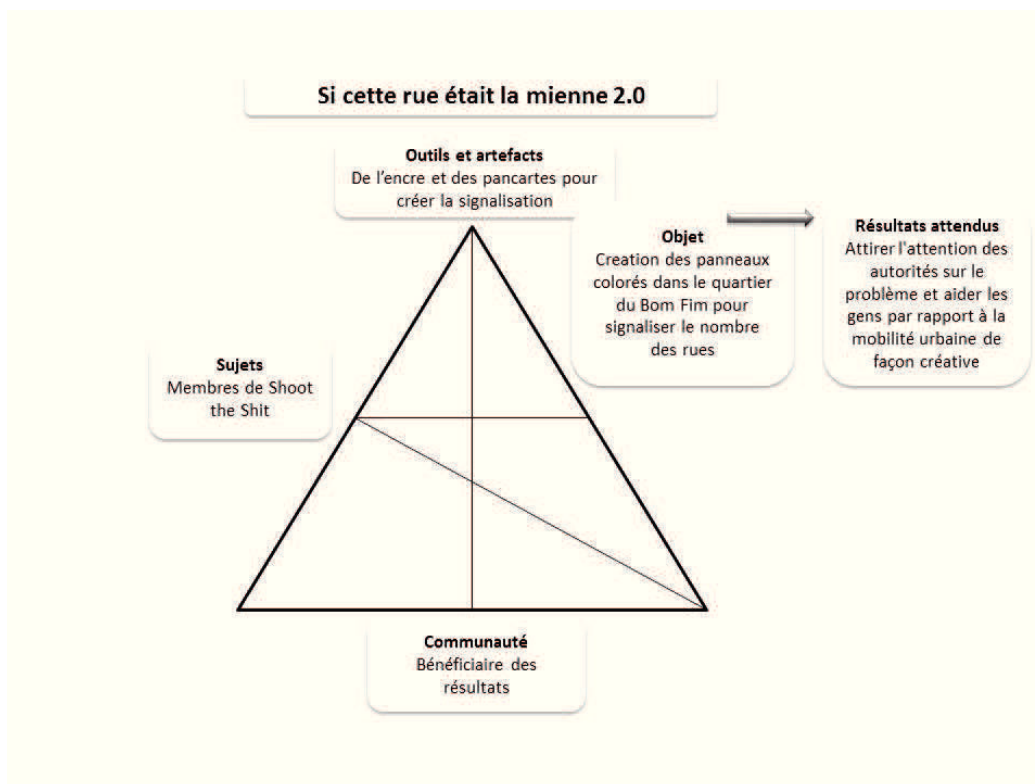 Si cette rue était la mienne 2.0
Outils et artefacts
De l'encre et des pancartes pour
créer la signalisation
Objet
Creation des panneaux
colorés dans le quartier
du Bom Fim pour
signaliser le nombre
des rues
Résultats attendus
Attirer l'attention des
autorités sur le
problème et aider les
gens par rapport à la
mobilité urbaine de
façon créative
Sujets
Membres de Shoot
the Shit
Communauté
Bénéficiaire des
résultats